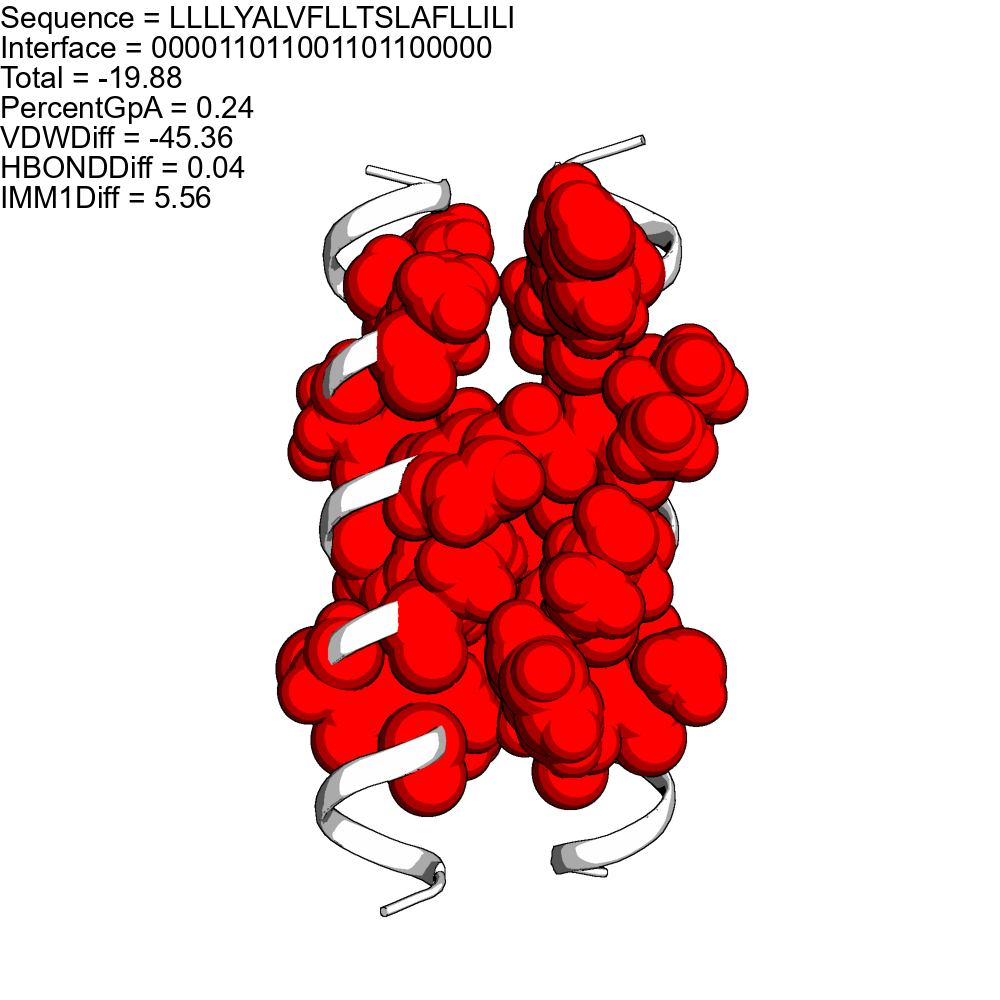 Sequence = LLLLYALVFLLTSLAFLLILI
Interface = 000011011001101100000
Total = -19.88
PercentGpA = 0.24
VDWDiff = -45.36
HBONDDiff = 0.04
IMM1Diff = 5.56